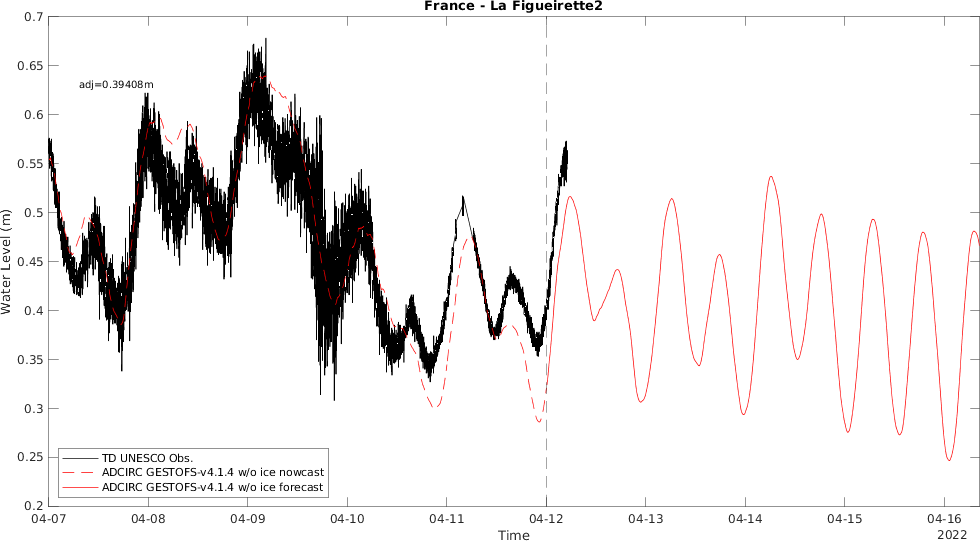 France - La Figueirette2
0.7
0.65
0.6
0.55
0.5
0.45
0.4
0.35
0.3
0.25
0.2
Water Level (m)
adj=0.39408m
TD UNESCO Obs.
ADCIRC GESTOFS-v4.1.4 w/o ice nowcast
ADCIRC GESTOFS-v4.1.4 w/o ice forecast
04-07 04-08 04-09 04-10 04-11 04-12 04-13 04-14 04-15 04-16
Time
2022